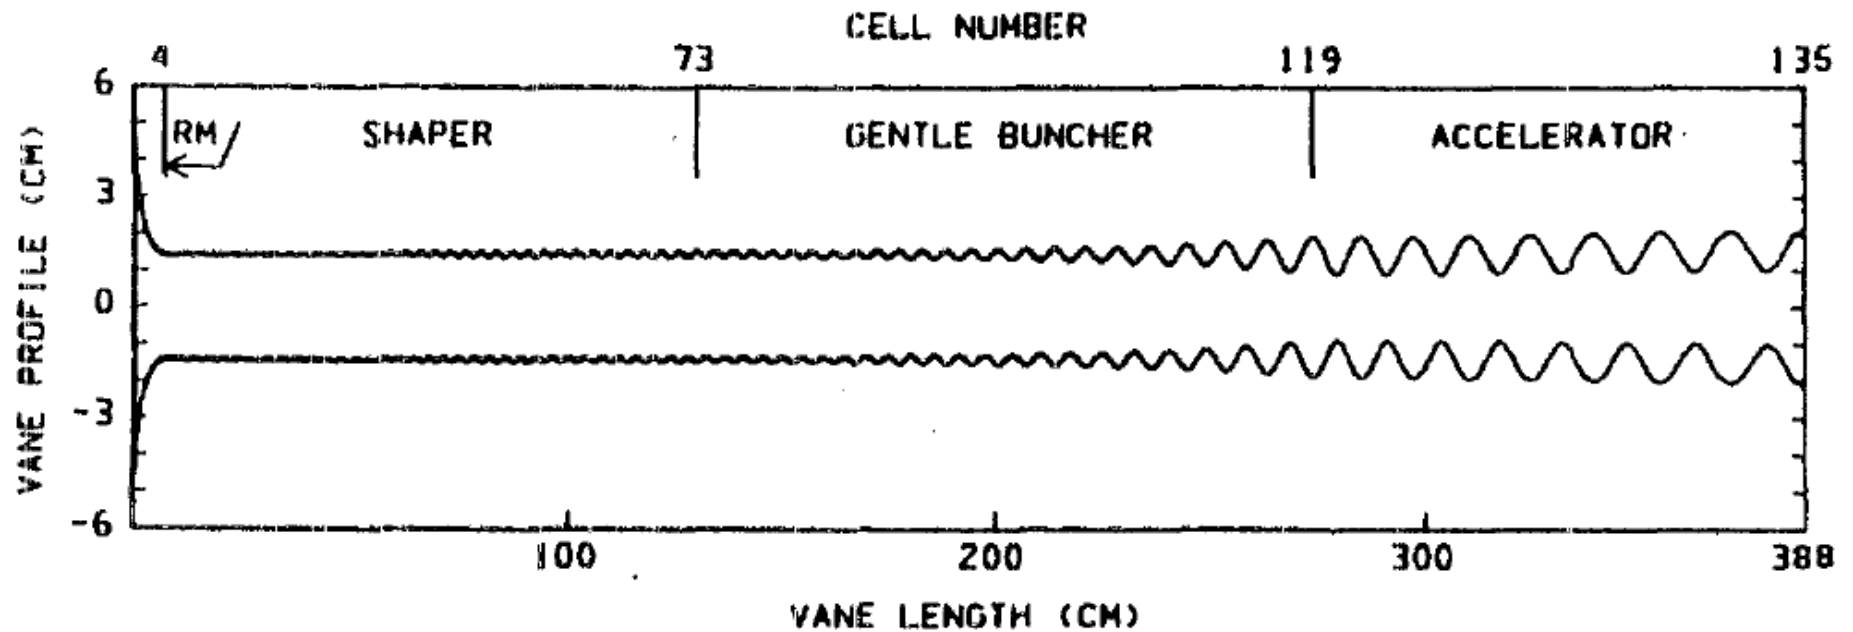 CELL NUMBER
4 73 119 135
6
RM SHAPER GENTLE BUNCHER ACCELERATOR
3
0
-3
-6
VANE PROFILE (CM)
100 200 300 388
VANE LENGTH (CM)